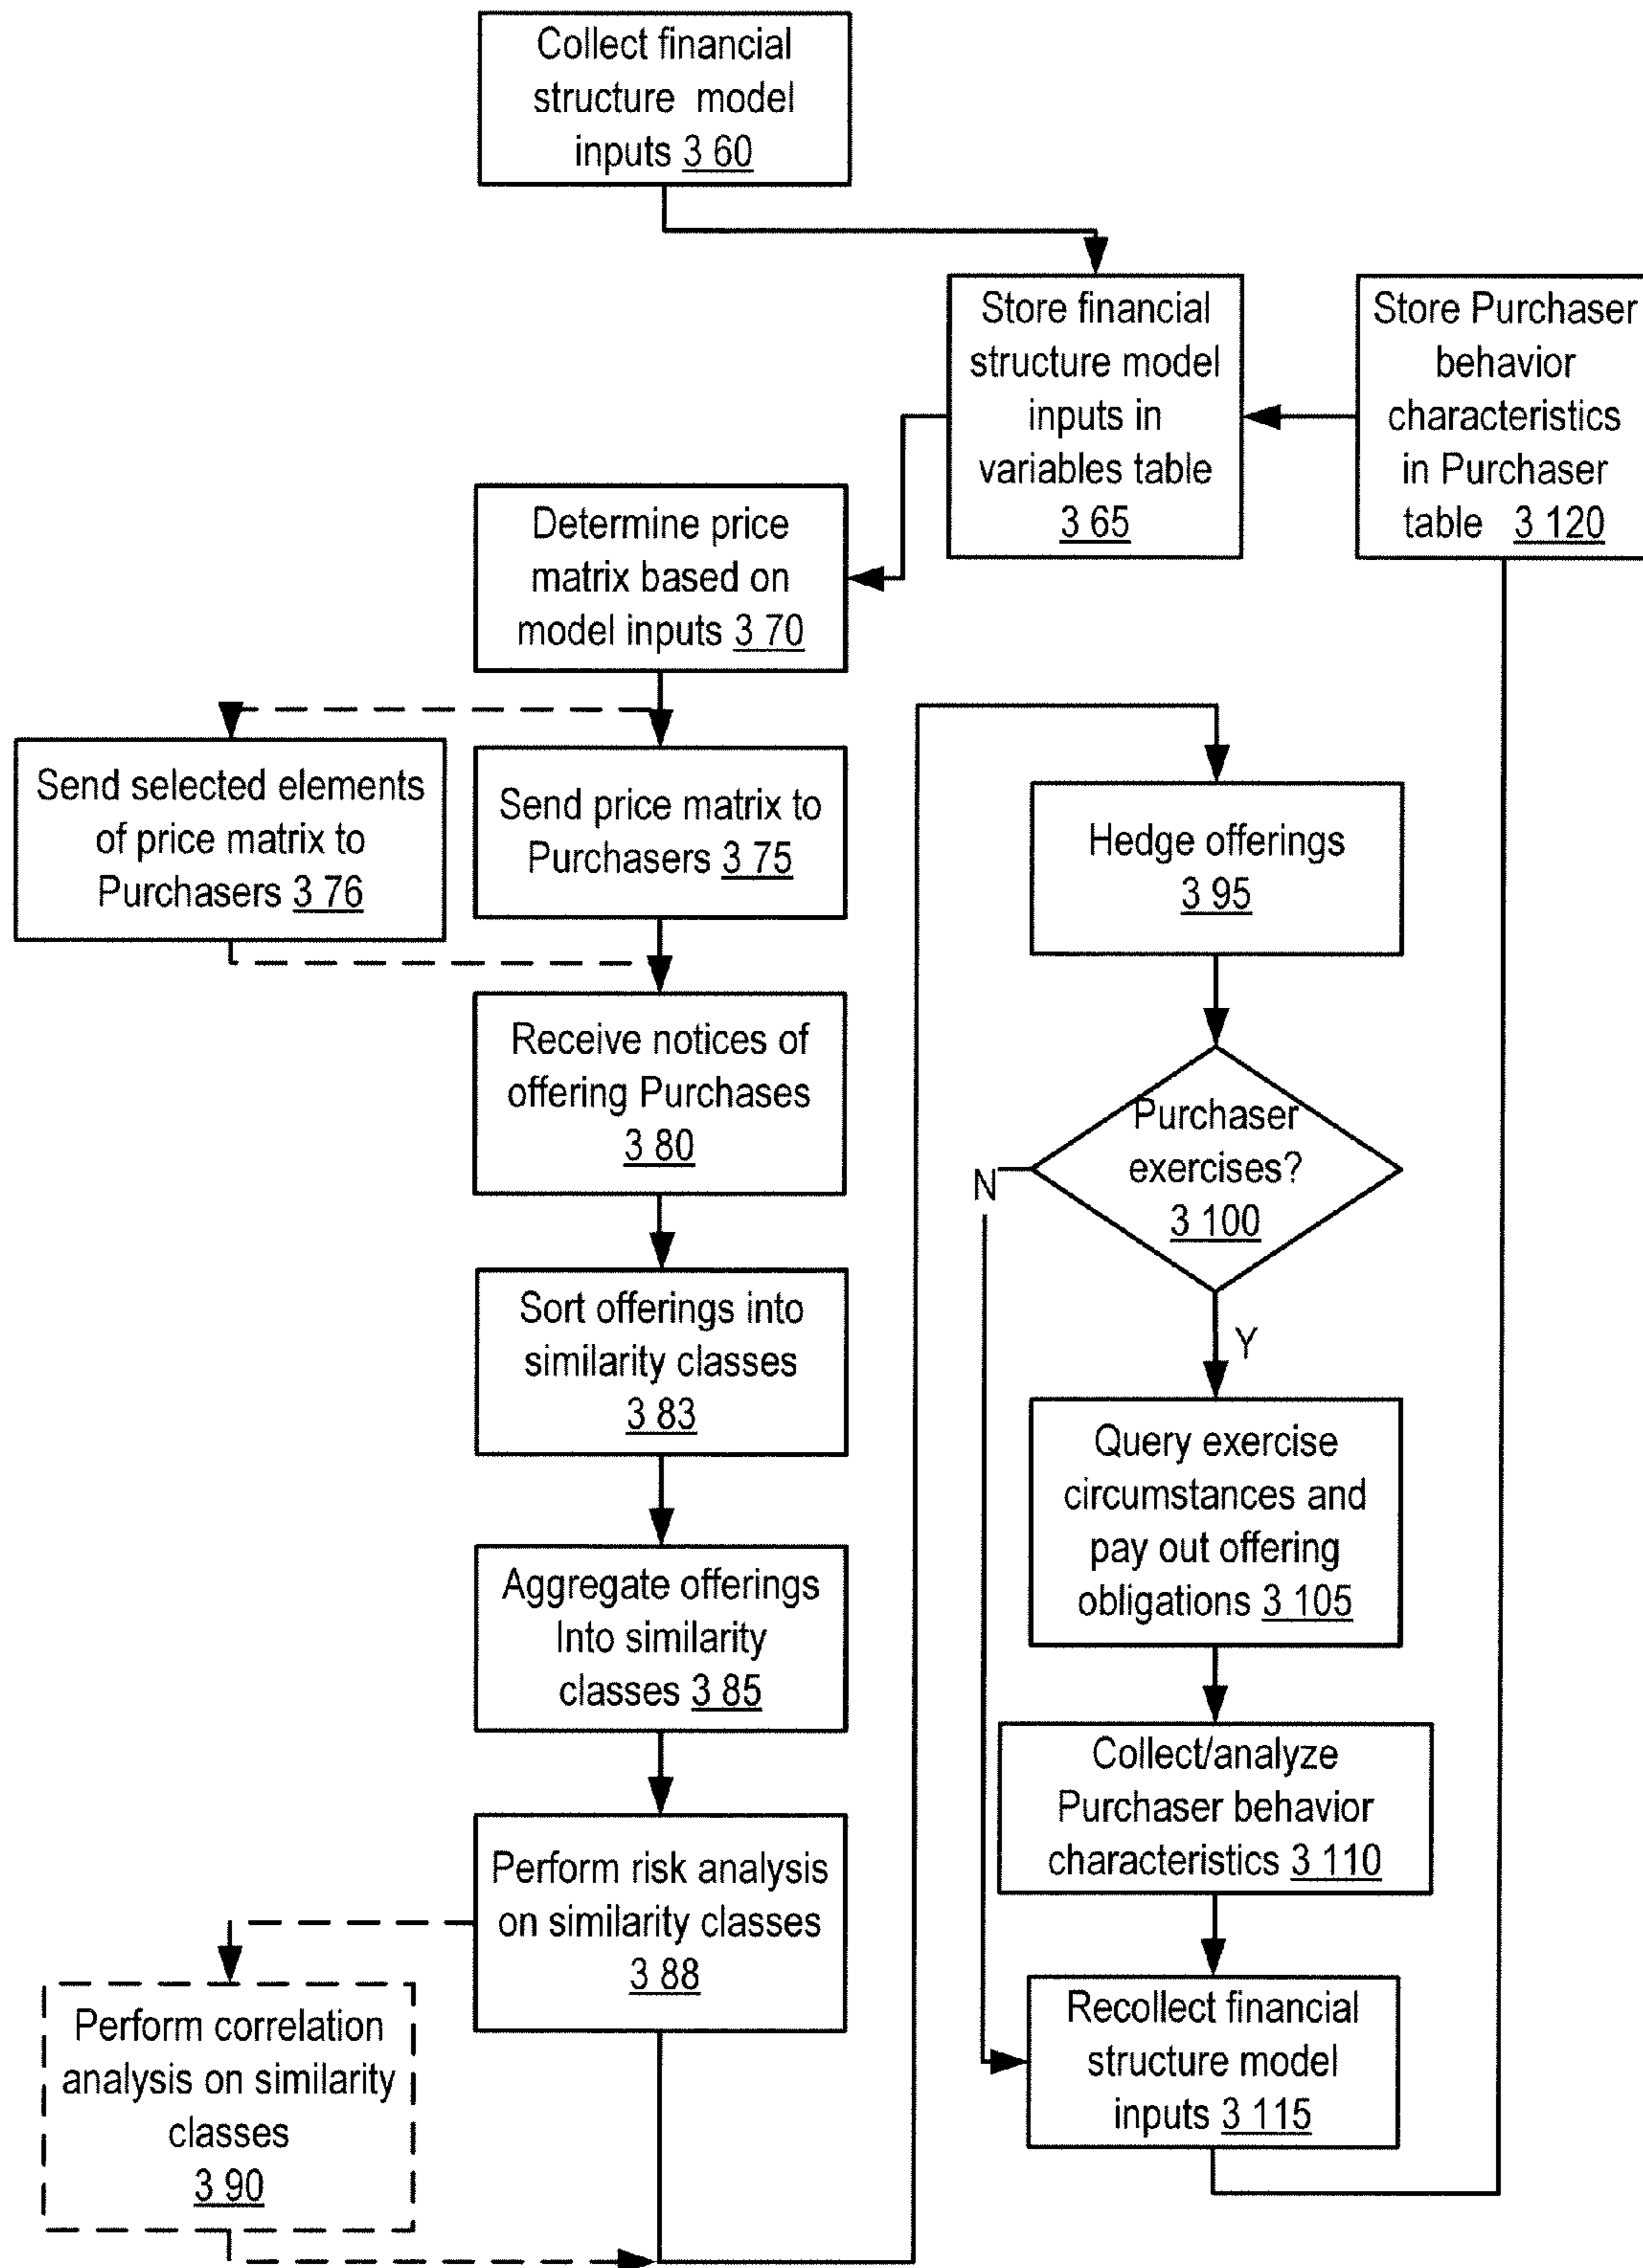 Collect financial
structure model
inputs 3 60
Store financial
structure model
inputs in
variables table
3 65
Store Purchaser
behavior
characteristics
in Purchaser
table 3 120
Determine price
matrix based on
model inputs 3 70
Send selected elements
of price matrix to
Purchasers 3 76
Send price matrix to
Purchasers 3 75
Receive notices of
offering Purchases
3 80
Sort offerings into
similarity classes
3 83
Aggregate offerings
Into similarity
classes 3 85
Perform risk analysis
on similarity classes
3 88
Perform correlation
analysis on similarity
classes
3 90
Hedge offerings
3 95
Purchaser
exercises?
3 100
N
Y
Query exercise
circumstances and
pay out offering
obligations 3 105
Collect/analyze
Purchaser behavior
characteristics 3 110
Recollect financial
structure model
inputs 3 115